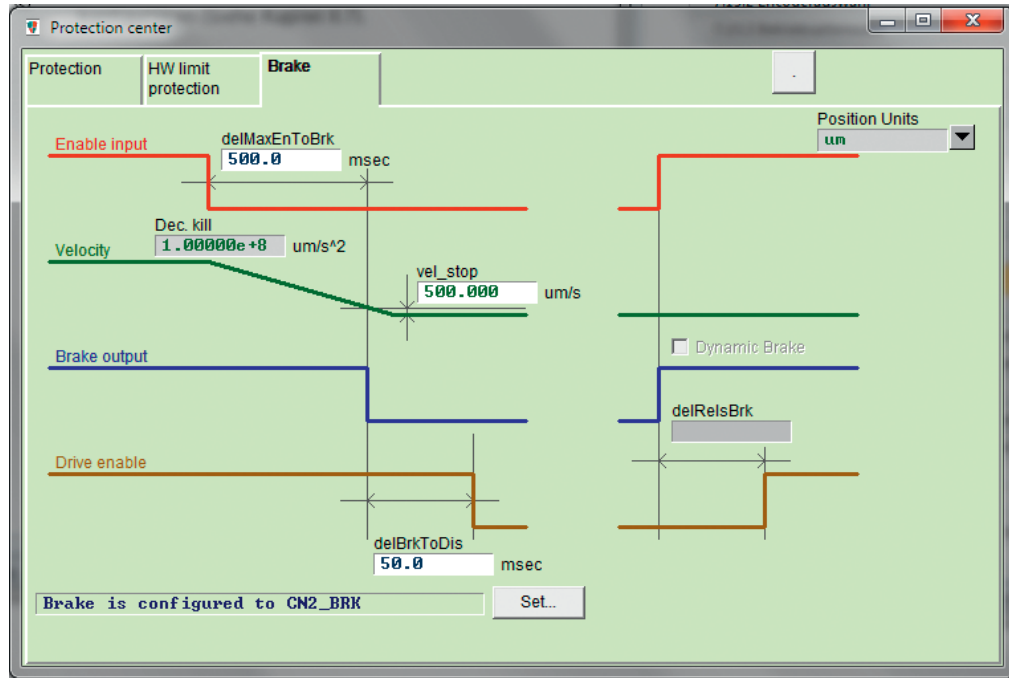 Protection center
Protection
HW limit
protection
Brake
.
Position Units
um
Enable input
delMaxEnToBrk
500.0 msec
Dec. kill
1.00000e+8 um/s^2
Velocity
vel_stop
500.000 um/s
Dynamic Brake
Brake output
delRelsBrk
Drive enable
delBrkToDis
50.0 msec
Brake is configured to CN2_BRK
Set...